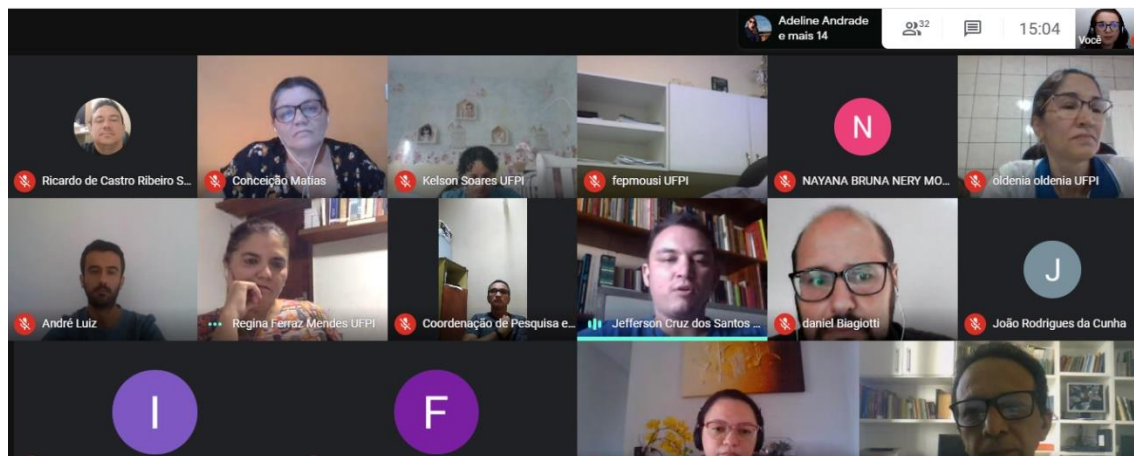 Adeline Andrade
e mais 14
32
15:04
Você
Ricardo de Castro Ribeiro S...
Conceição Matias
Kelson Soares UFPI
fepmousi UFPI
N
NAYANA BRUNA NERY MO...
oldenia oldenia UFPI
André Luiz
Regina Ferraz Mendes UFPI
Coordenação de Pesquisa e...
Jefferson Cruz dos Santos ...
daniel Biagiotti
J
João Rodrigues da Cunha
I
F